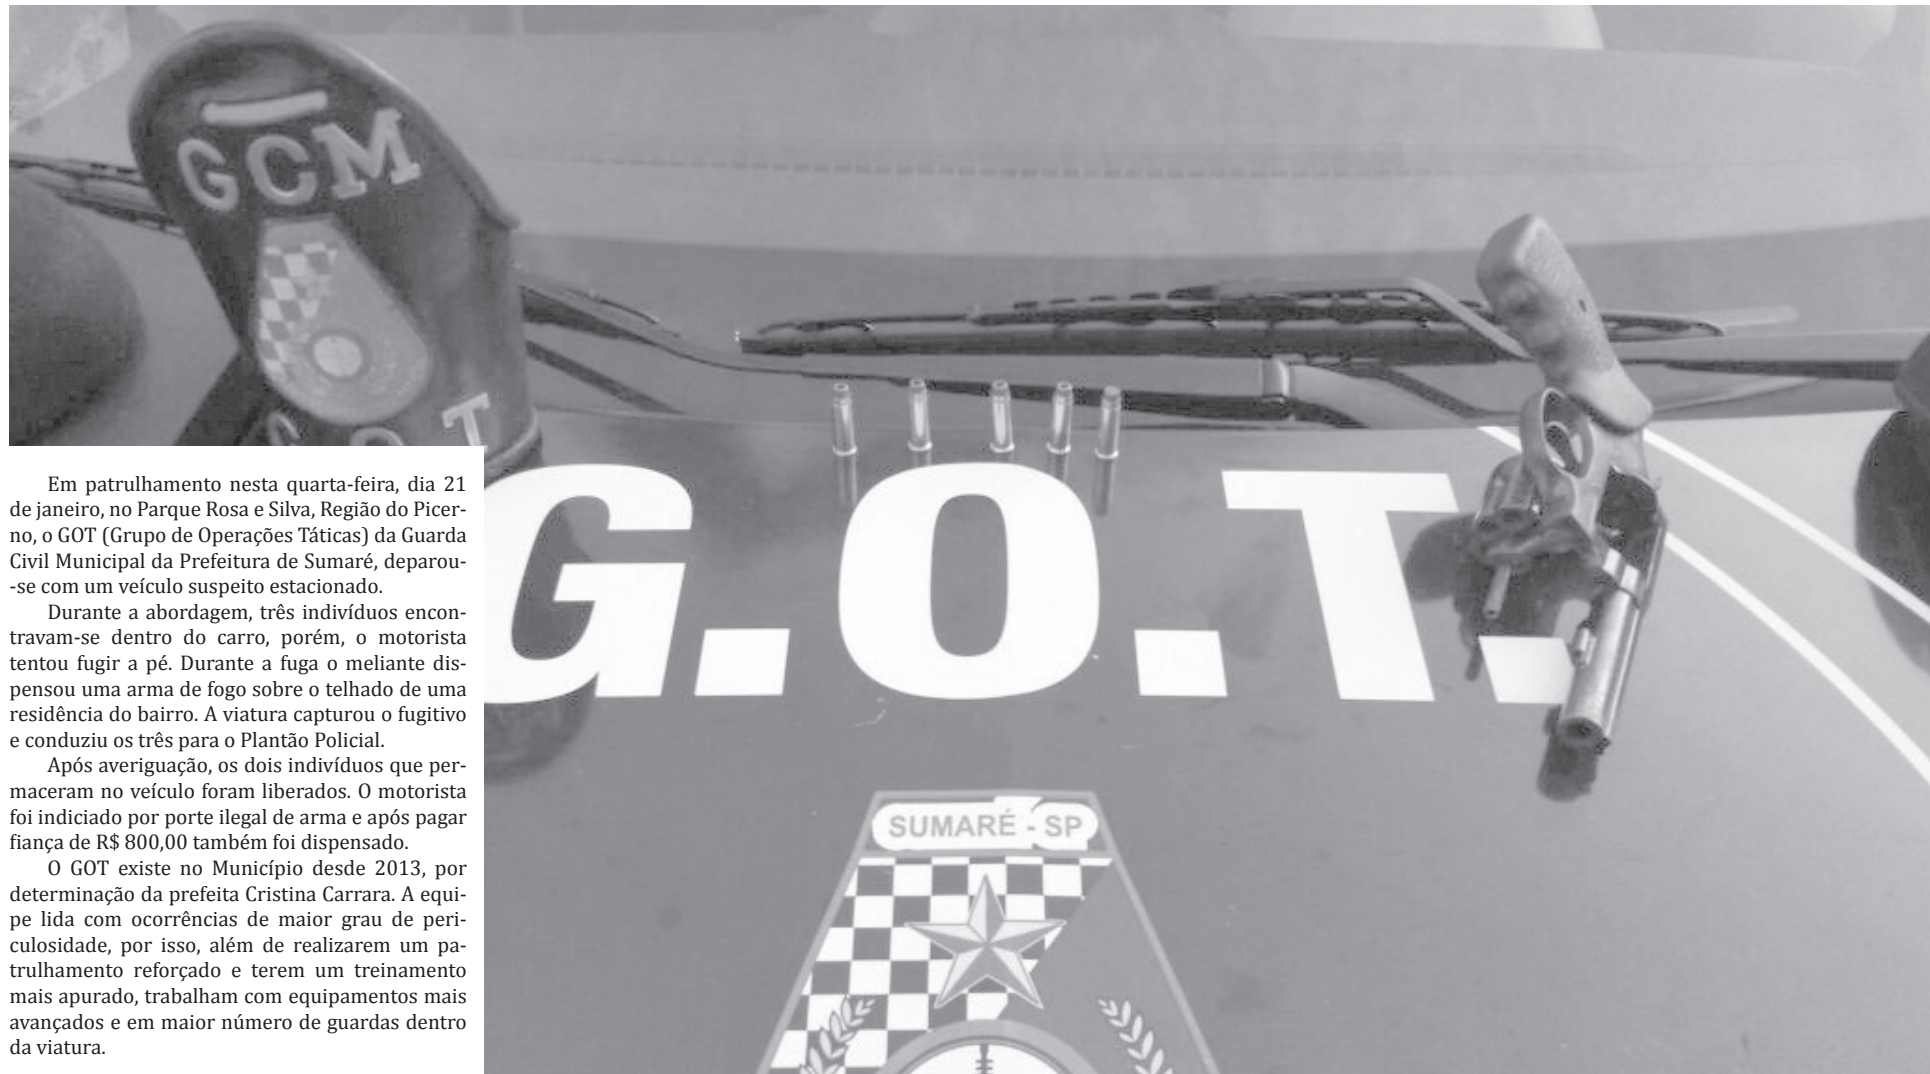 GCM
G.O.T.
SUMARÉ - SP
Em patrulhamento nesta quarta-feira, dia 21
de janeiro, no Parque Rosa e Silva, Região do Picer-
no, o GOT (Grupo de Operações Táticas) da Guarda
Civil Municipal da Prefeitura de Sumaré, deparou-
-se com um veículo suspeito estacionado.
Durante a abordagem, três indivíduos encon-
travam-se dentro do carro, porém, o motorista
tentou fugir a pé. Durante a fuga o meliante dis-
pensou uma arma de fogo sobre o telhado de uma
residência do bairro. A viatura capturou o fugitivo
e conduziu os três para o Plantão Policial.
Após averiguação, os dois indivíduos que per-
maceram no veículo foram liberados. O motorista
foi indiciado por porte ilegal de arma e após pagar
fiança de R$ 800,00 também foi dispensado.
O GOT existe no Município desde 2013, por
determinação da prefeita Cristina Carrara. A equi-
pe lida com ocorrências de maior grau de peri-
culosidade, por isso, além de realizarem um pa-
trulhamento reforçado e terem um treinamento
mais apurado, trabalham com equipamentos mais
avançados e em maior número de guardas dentro
da viatura.